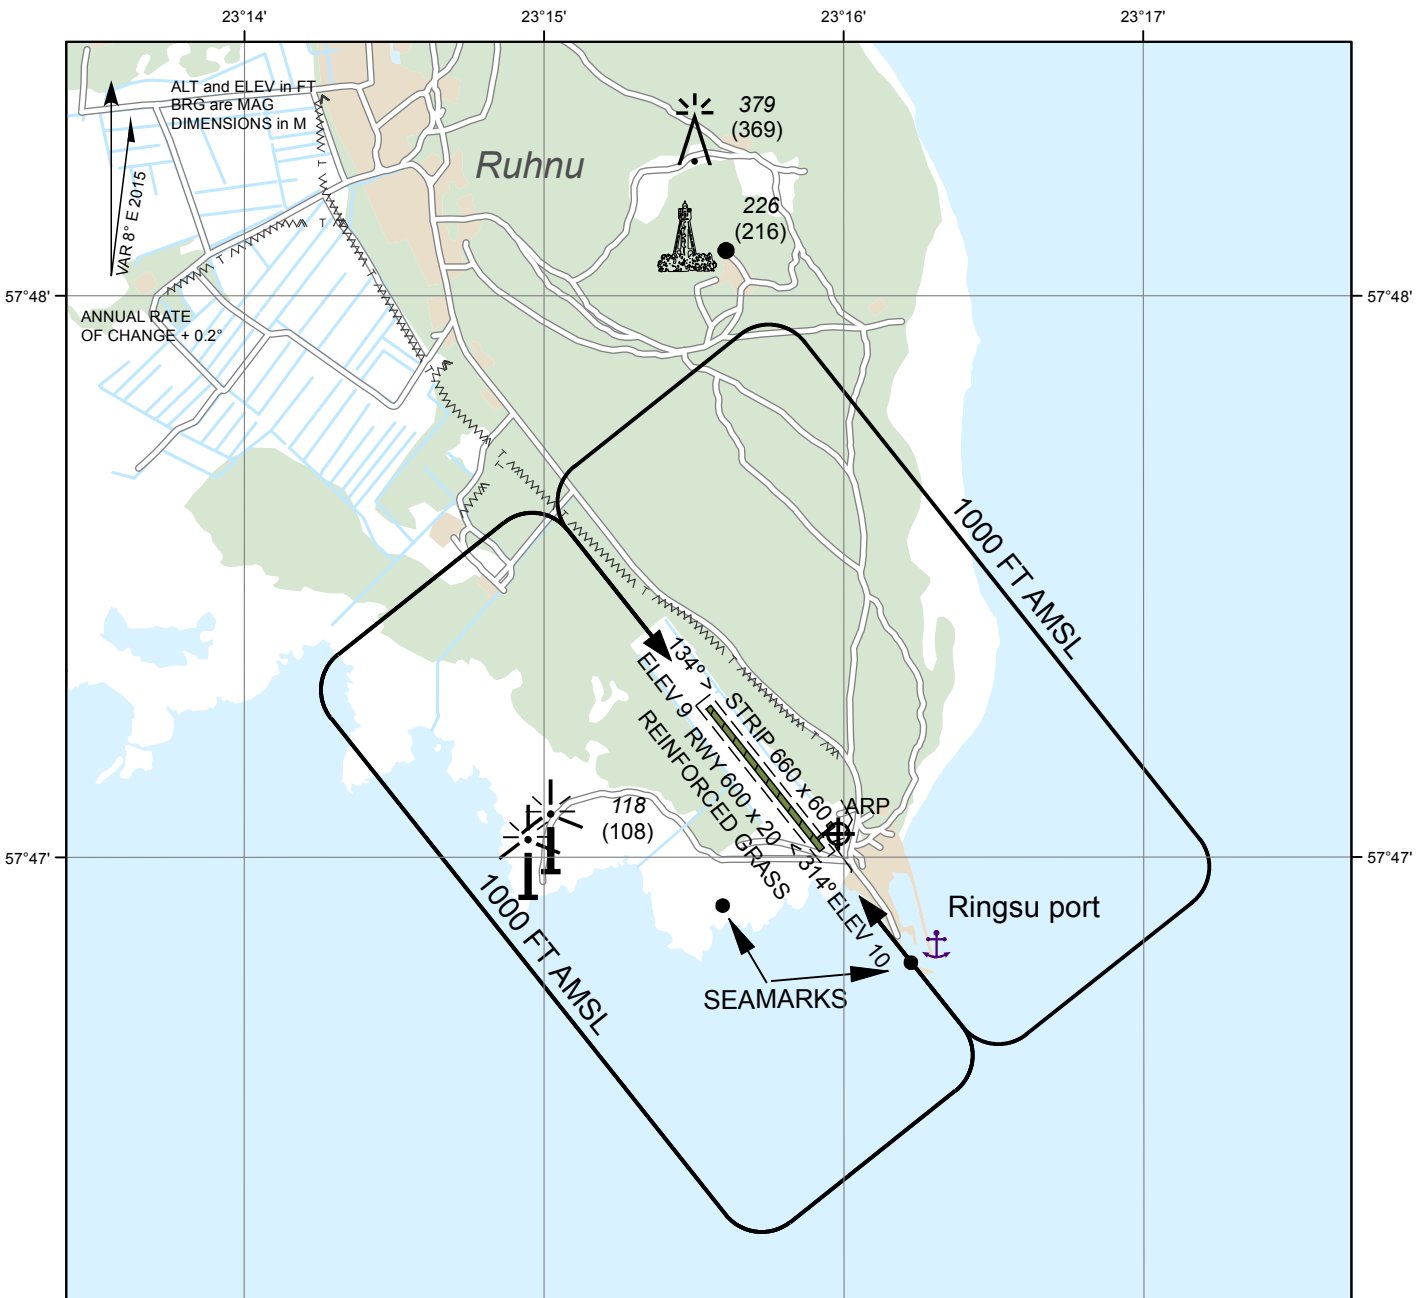 23°14'
23°15'
23°16'
23°17'
ALT and ELEV in FT
BRG are MAG
DIMENSIONS in M
VAR 8° E 2015
ANNUAL RATE
OF CHANGE + 0.2°
Ruhnu
379
(369)
226
(216)
57°48'
57°48'
1000 FT AMSL
134° >
ELEV 9
STRIP 660 x 60
RWY 600 x 20
REINFORCED GRASS
ARP
118
(108)
57°47'
57°47'
< 314°
ELEV 10
1000 FT AMSL
Ringsu port
SEAMARKS
T
T
T
T
T
T
T
T
T
T
T
T
T
T